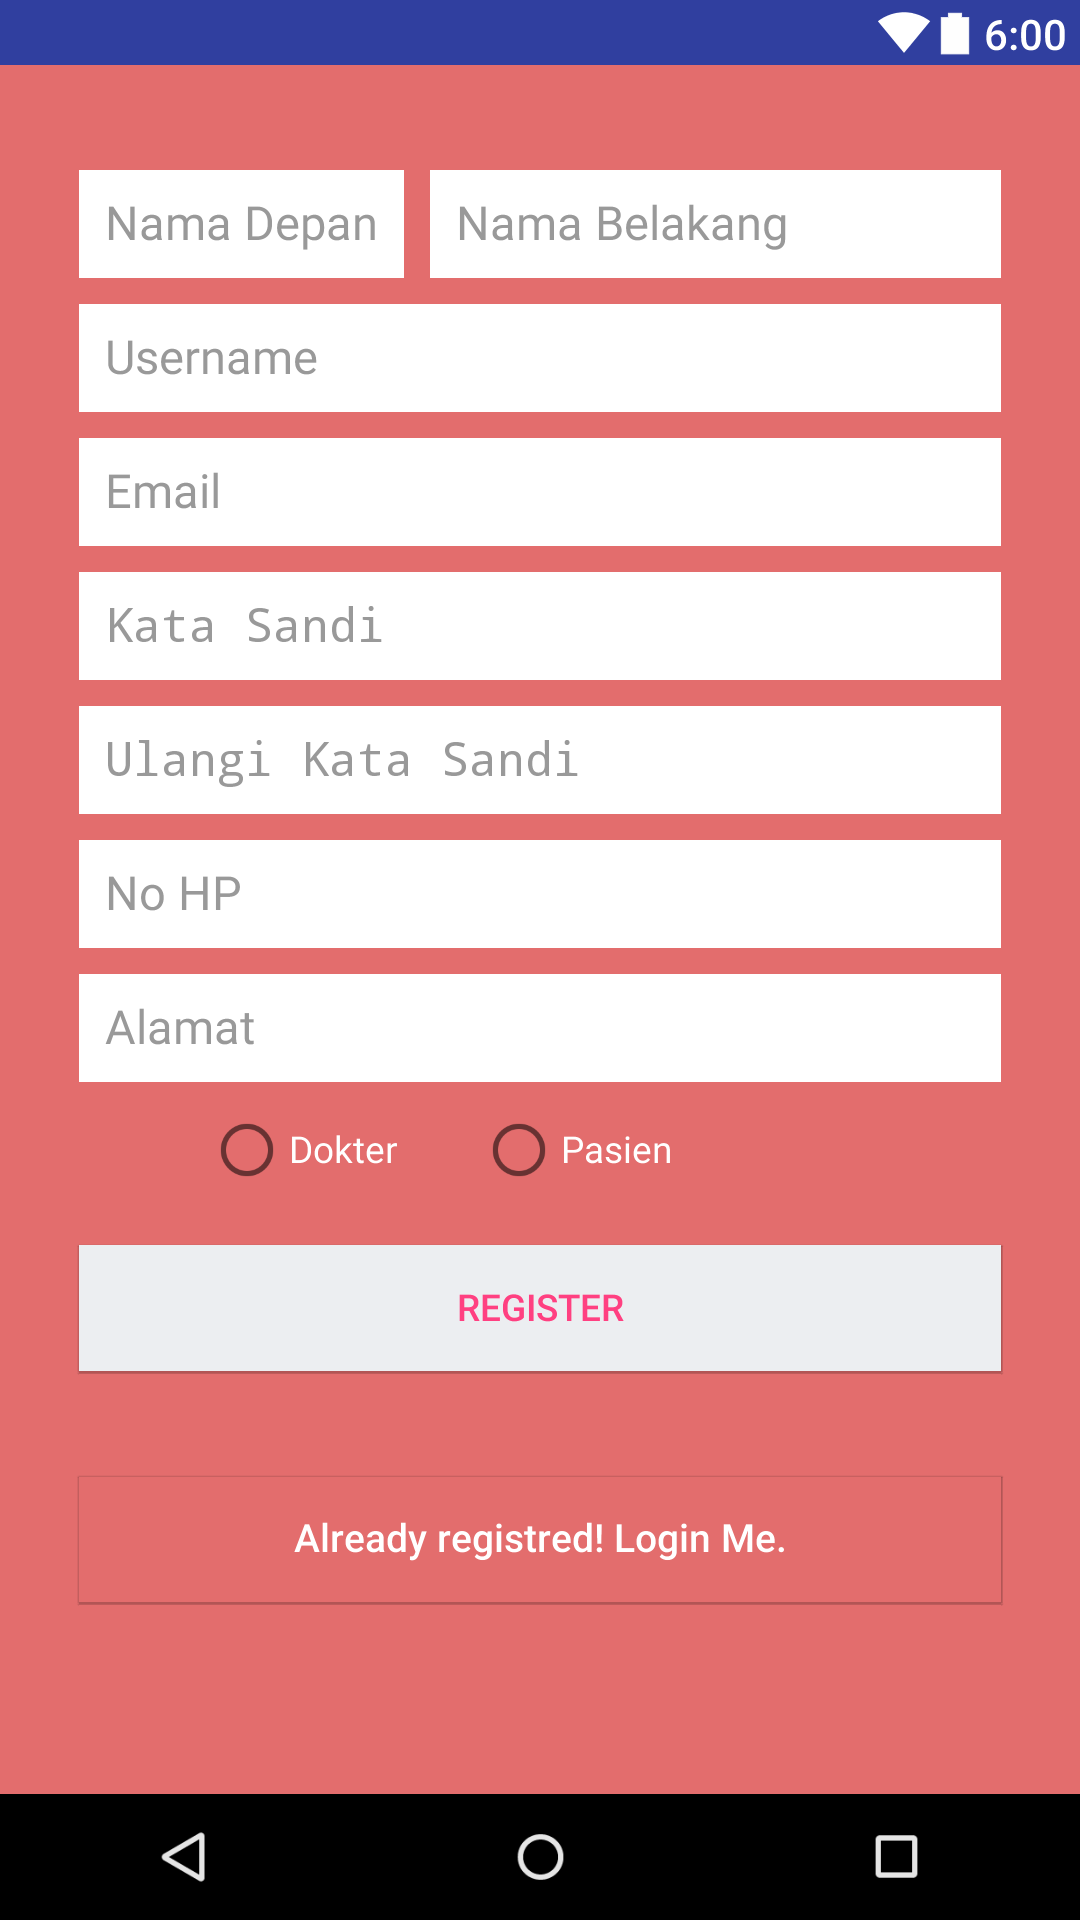 6:00
Nama Depan Nama Belakang
Username
Email
Kata Sandi
Ulangi Kata Sandi
No HP
Alamat
Dokter Pasien
REGISTER
Already registred! Login Me.